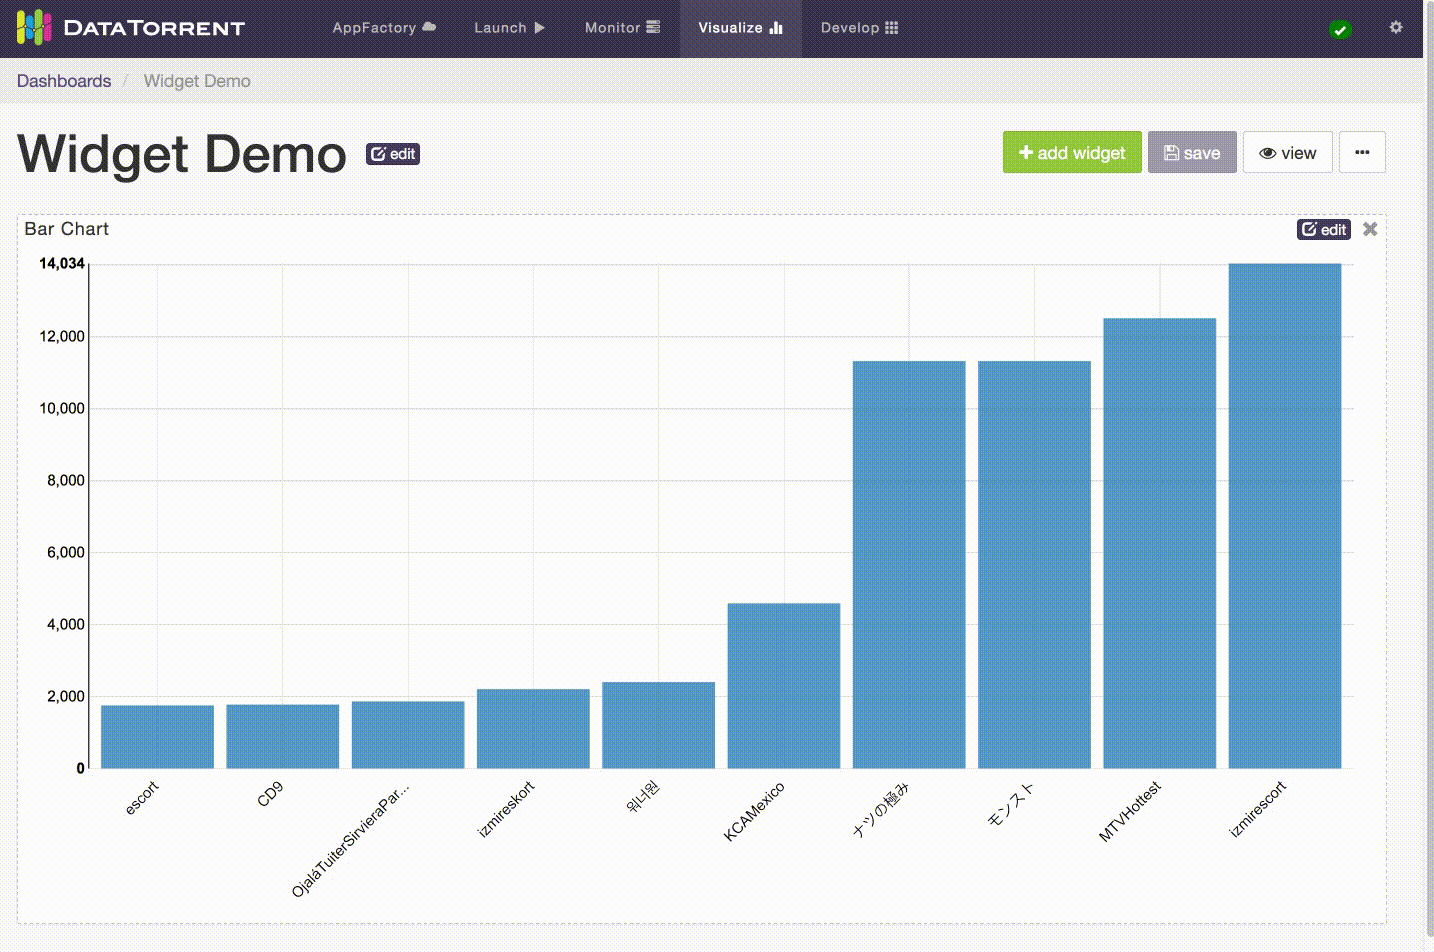 DATATORRENT AppFactory Launch Monitor Visualize Develop
Dashboards / Widget Demo
Widget Demo edit add widget save view ...
Bar Chart edit
14,034
12,000
10,000
8,000
6,000
4,000
2,000
0
escort CD9 OjaláTuiterSirvieraPar... izmireskort 워너원 KCAMexico ナツの極み モンスト MTVHottest izmirescort